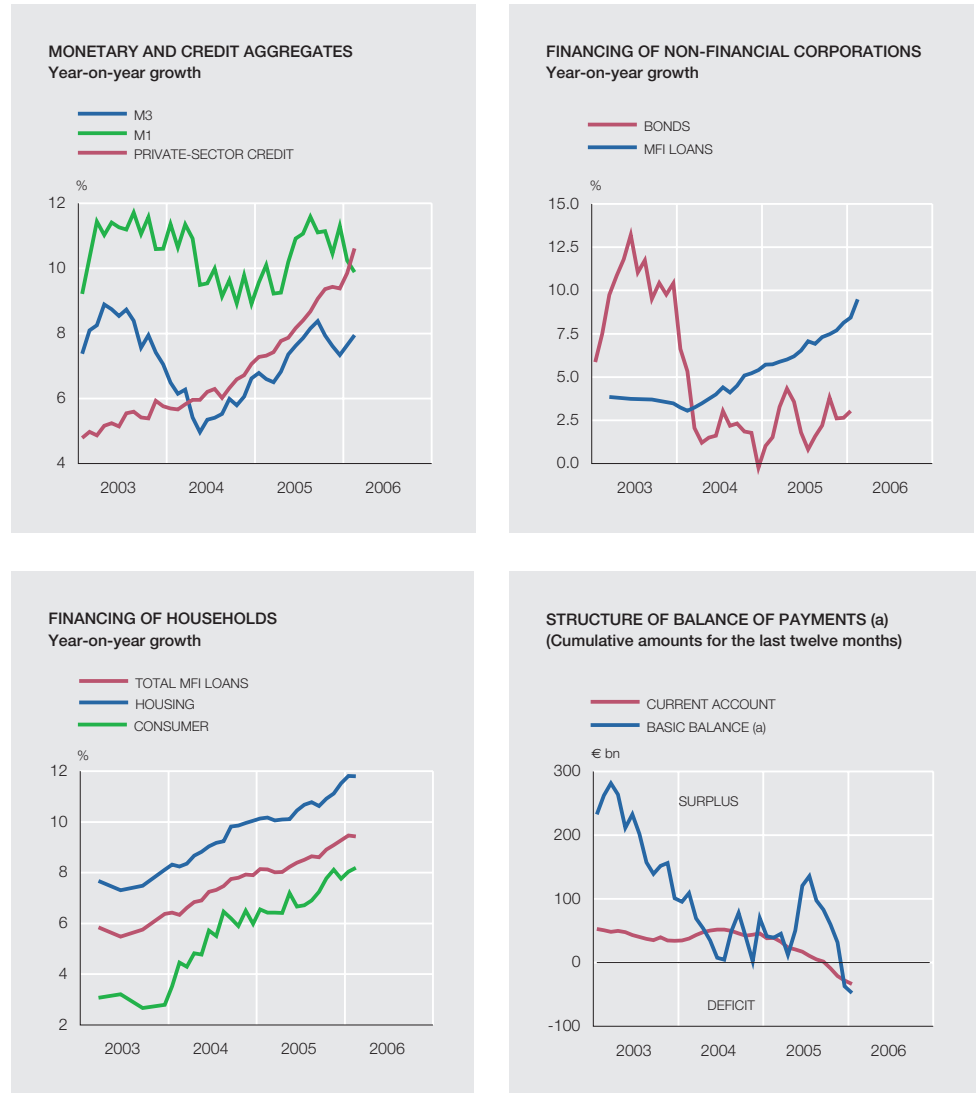 MONETARY AND CREDIT AGGREGATES
Year-on-year growth
M3
M1
PRIVATE-SECTOR CREDIT
%
12
10
8
6
4
2003 2004 2005 2006
FINANCING OF NON-FINANCIAL CORPORATIONS
Year-on-year growth
BONDS
MFI LOANS
%
15.0
12.5
10.0
7.5
5.0
2.5
0.0
2003 2004 2005 2006
FINANCING OF HOUSEHOLDS
Year-on-year growth
TOTAL MFI LOANS
HOUSING
CONSUMER
%
12
10
8
6
4
2
2003 2004 2005 2006
STRUCTURE OF BALANCE OF PAYMENTS (a)
(Cumulative amounts for the last twelve months)
CURRENT ACCOUNT
BASIC BALANCE (a)
€ bn
300
SURPLUS
200
100
0
DEFICIT
-100
2003 2004 2005 2006